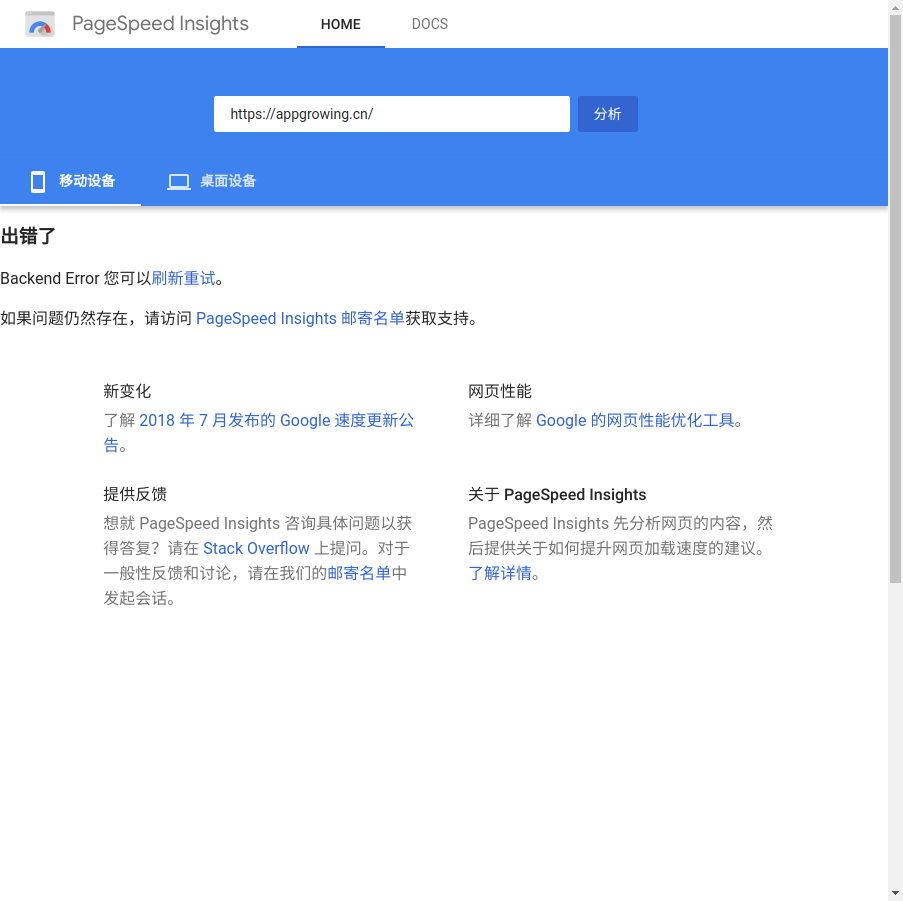 PageSpeed Insights
HOME
DOCS
https://appgrowing.cn/
分析
移动设备
桌面设备
出错了
Backend Error 您可以刷新重试。
如果问题仍然存在，请访问 PageSpeed Insights 邮寄名单获取支持。
新变化
了解 2018 年 7 月发布的 Google 速度更新公
告。
网页性能
详细了解 Google 的网页性能优化工具。
提供反馈
想就 PageSpeed Insights 咨询具体问题以获
得答复？请在 Stack Overflow 上提问。对于
一般性反馈和讨论，请在我们的邮寄名单中
发起会话。
关于 PageSpeed Insights
PageSpeed Insights 先分析网页的内容，然
后提供关于如何提升网页加载速度的建议。
了解详情。